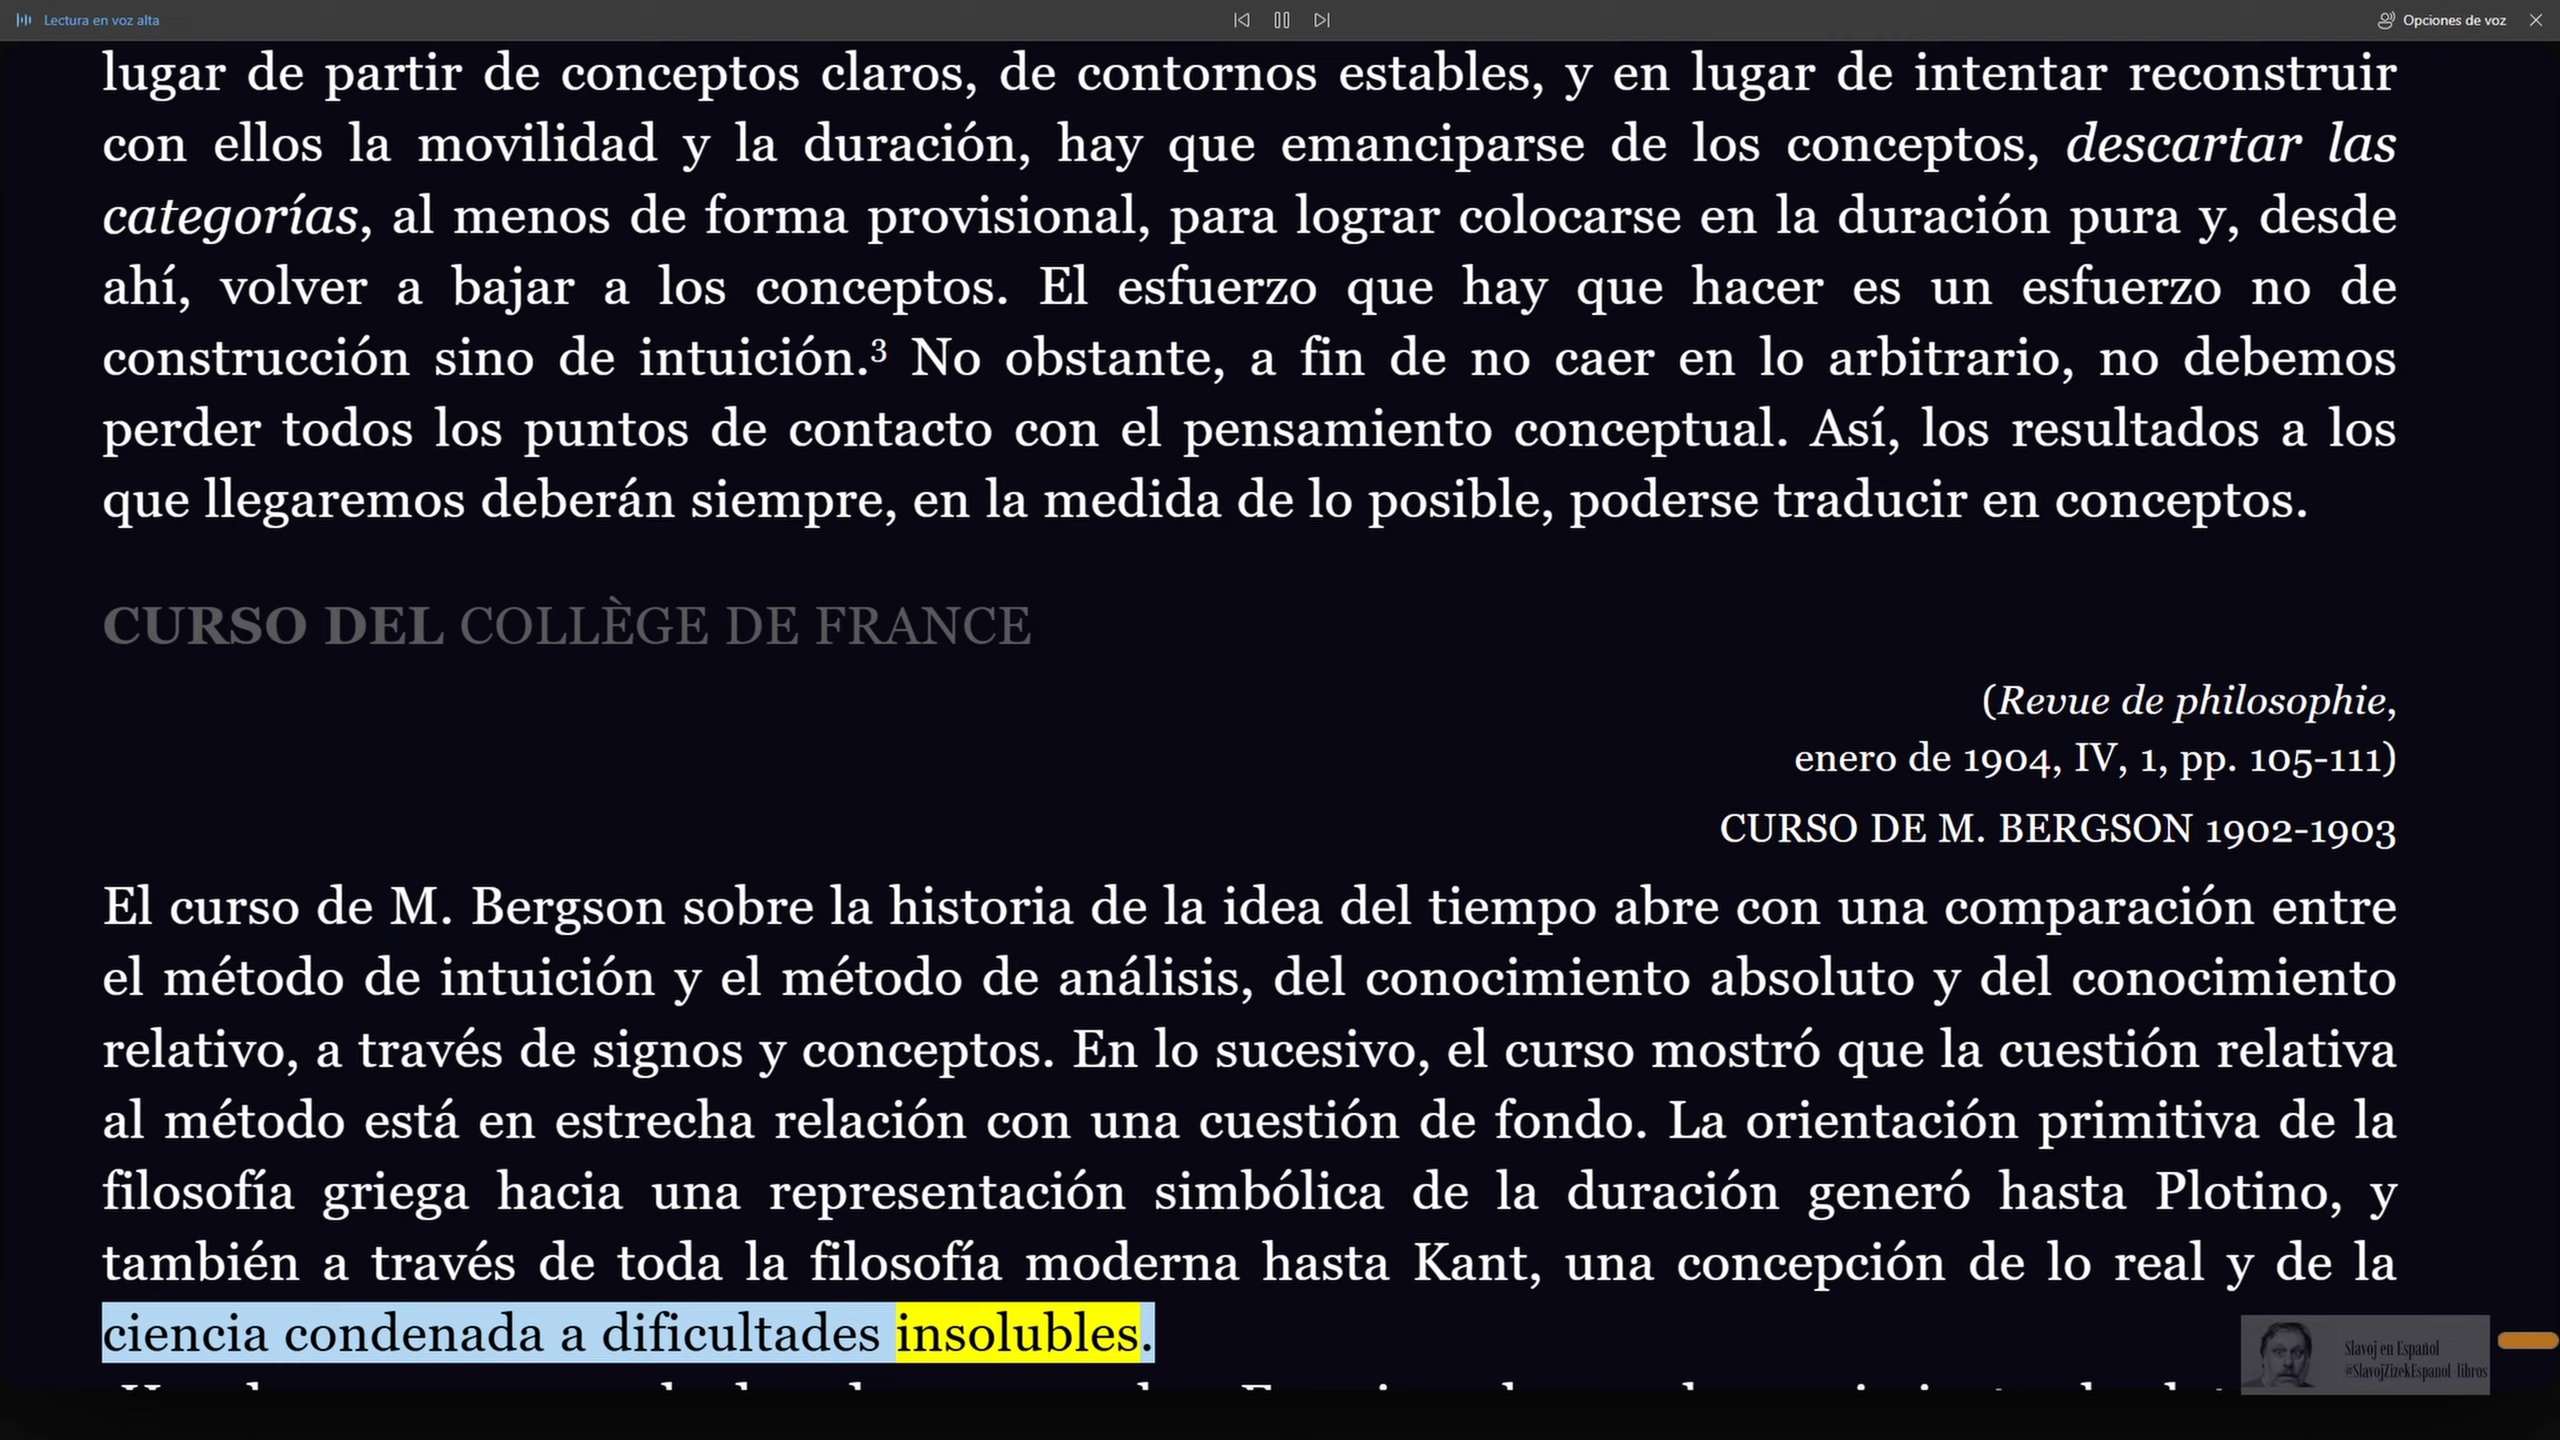 Lectura en voz alta
Opciones de voz
lugar de partir de conceptos claros, de contornos estables, y en lugar de intentar reconstruir
con ellos la movilidad y la duración, hay que emanciparse de los conceptos, descartar las
categorías, al menos de forma provisional, para lograr colocarse en la duración pura y, desde
ahí, volver a bajar a los conceptos. El esfuerzo que hay que hacer es un esfuerzo no de
construcción sino de intuición.³ No obstante, a fin de no caer en lo arbitrario, no debemos
perder todos los puntos de contacto con el pensamiento conceptual. Así, los resultados a los
que llegaremos deberán siempre, en la medida de lo posible, poderse traducir en conceptos.
CURSO DEL COLLÈGE DE FRANCE
(Revue de philosophie,
enero de 1904, IV, 1, pp. 105-111)
CURSO DE M. BERGSON 1902-1903
El curso de M. Bergson sobre la historia de la idea del tiempo abre con una comparación entre
el método de intuición y el método de análisis, del conocimiento absoluto y del conocimiento
relativo, a través de signos y conceptos. En lo sucesivo, el curso mostró que la cuestión relativa
al método está en estrecha relación con una cuestión de fondo. La orientación primitiva de la
filosofía griega hacia una representación simbólica de la duración generó hasta Plotino, y
también a través de toda la filosofía moderna hasta Kant, una concepción de lo real y de la
ciencia condenada a dificultades insolubles.
Slavoj en Español
@SlavojZizekEspanol-libros